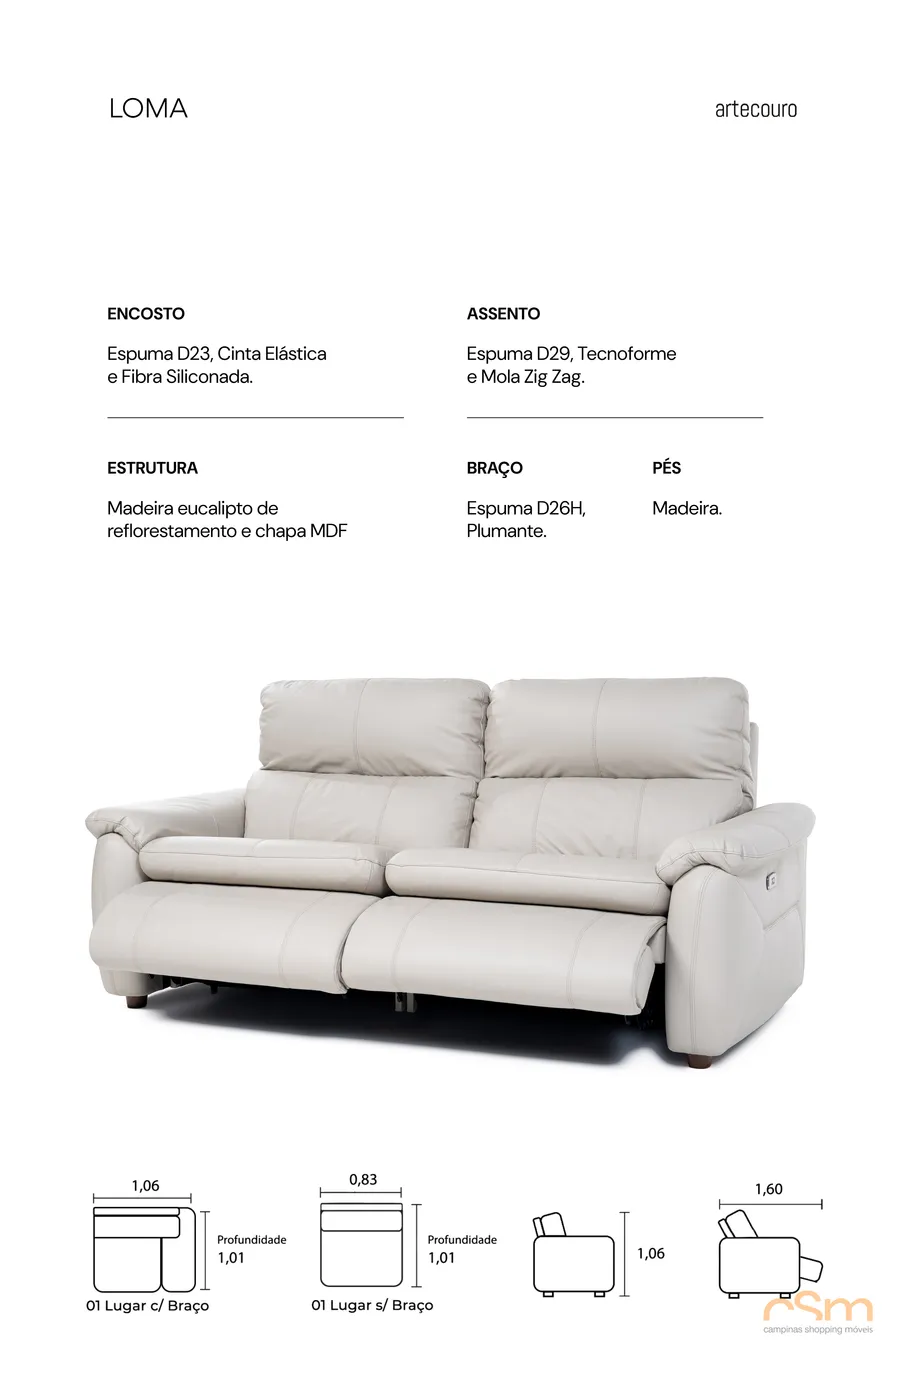 LOMA
artecouro
ENCOSTO
Espuma D23, Cinta Elástica
e Fibra Siliconada.
ASSENTO
Espuma D29, Tecnoforme
e Mola Zig Zag.
ESTRUTURA
Madeira eucalipto de
reflorestamento e chapa MDF
BRAÇO
Espuma D26H,
Plumante.
PÉS
Madeira.
1,06
Profundidade
1,01
01 Lugar c/ Braço
0,83
Profundidade
1,01
01 Lugar s/ Braço
1,06
1,60
csm
campinas shopping móveis